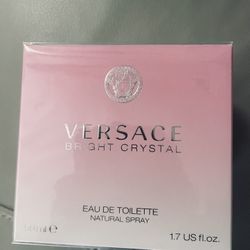 VERSACE
BRIGHT CRYSTAL
EAU DE TOILETTE
NATURAL SPRAY
1.7 US fl.oz.